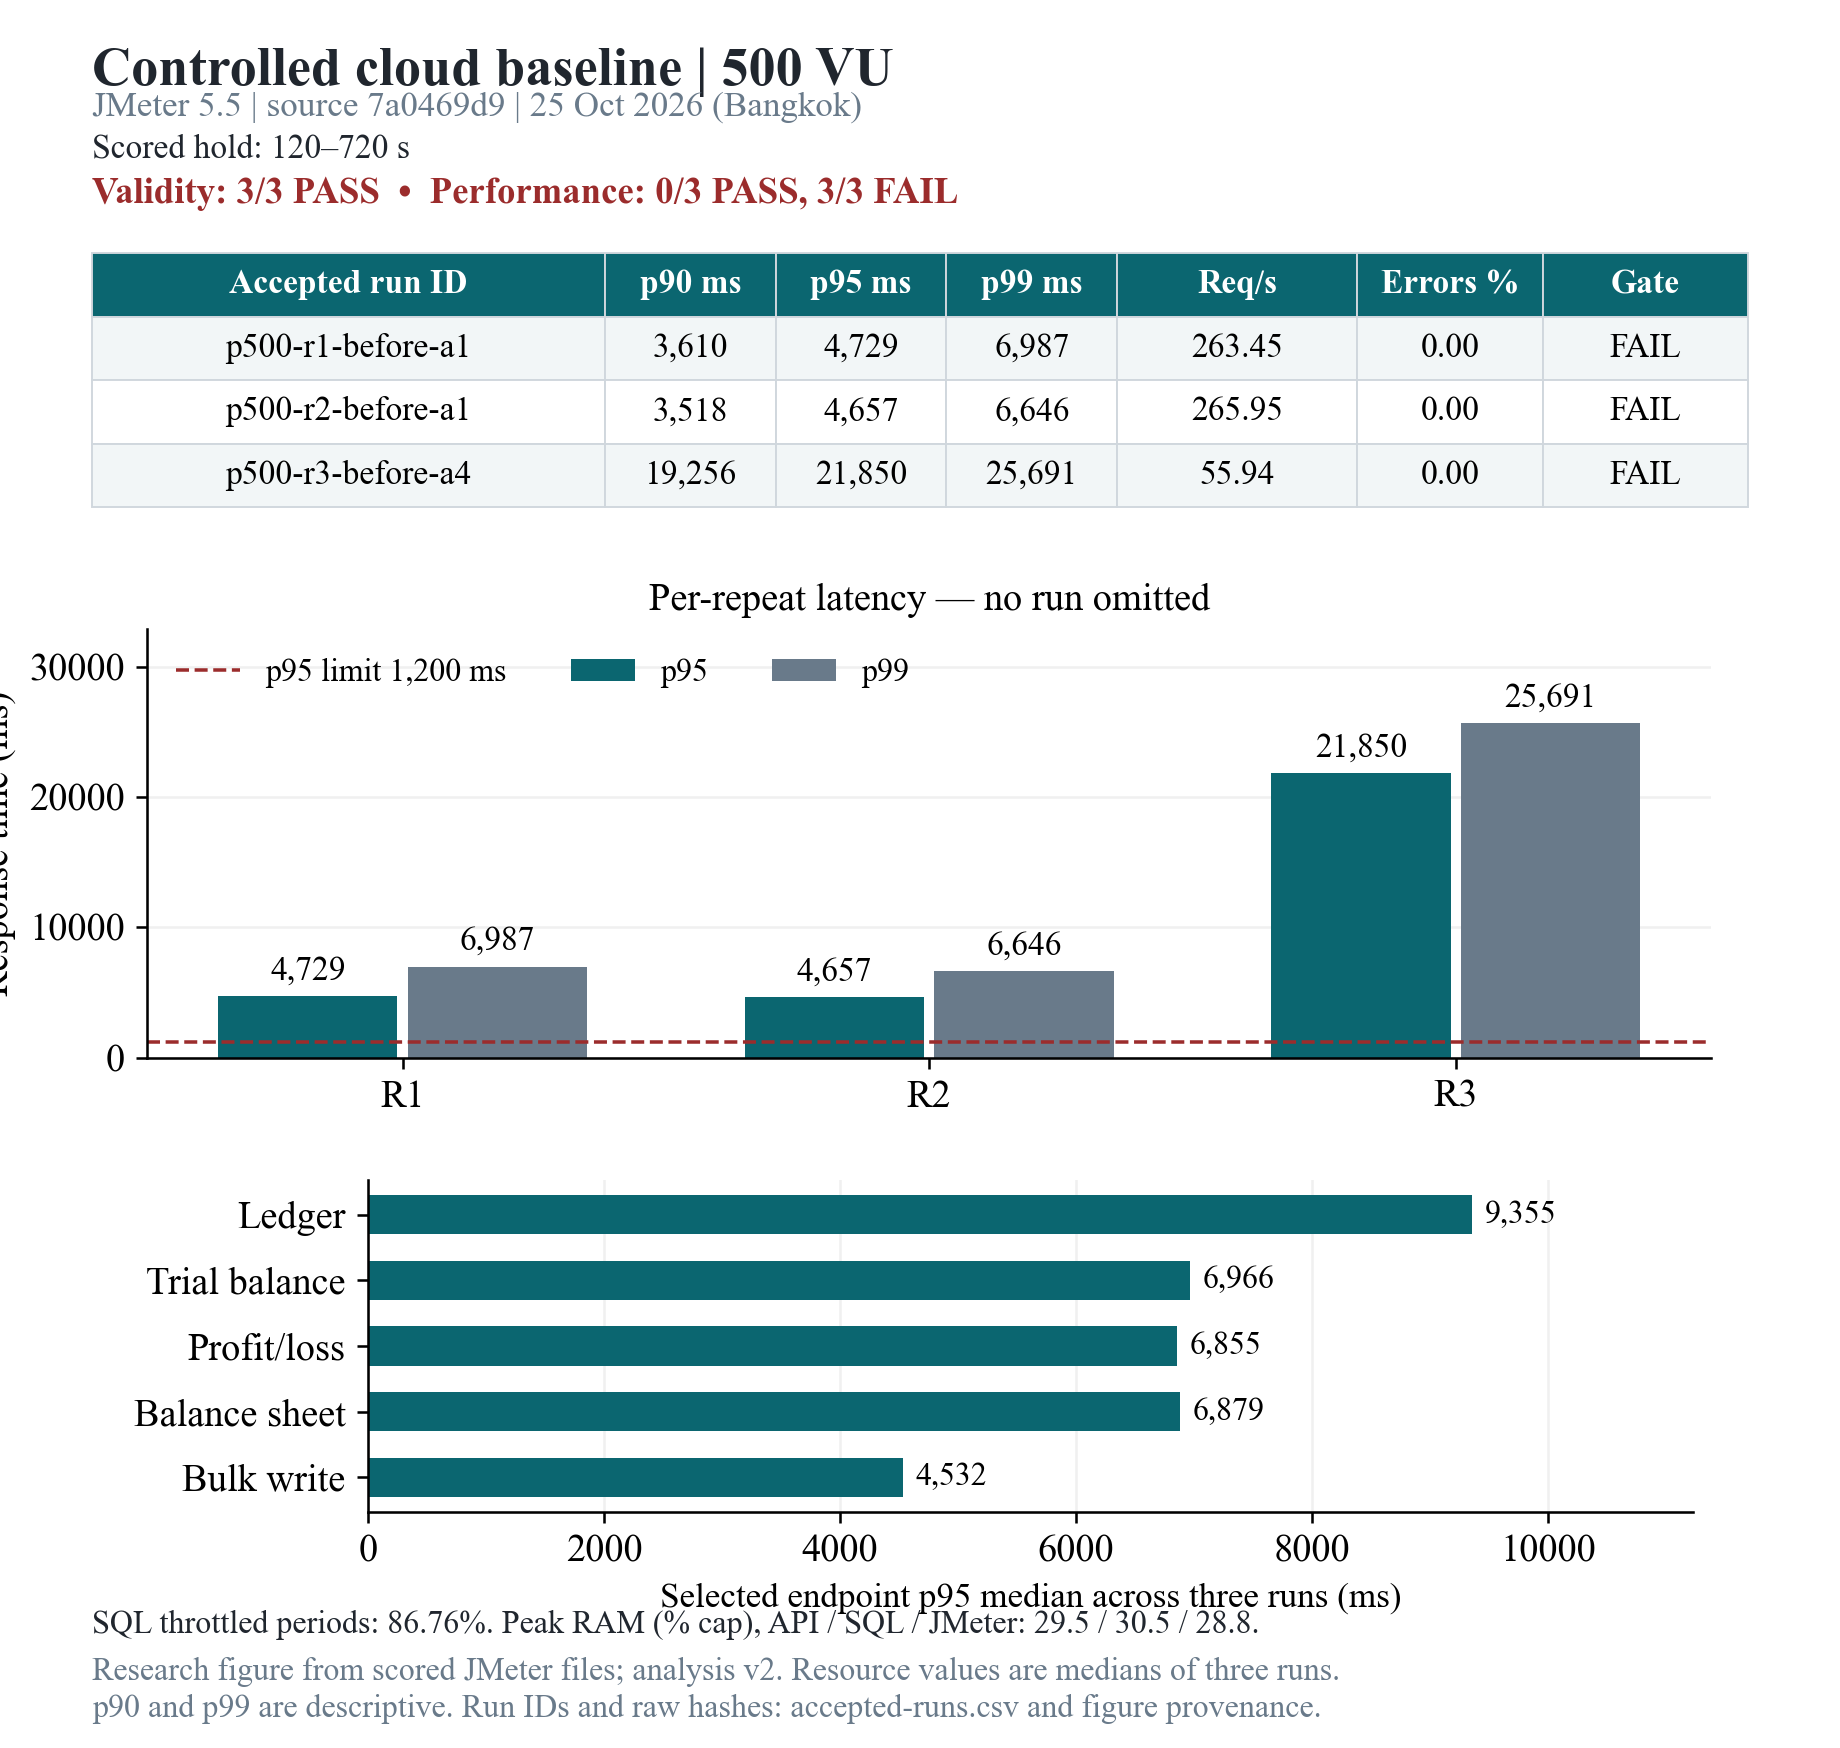 Controlled cloud baseline | 500 VU
JMeter 5.5 | source 7a0469d9 | 25 Oct 2026 (Bangkok)
Scored hold: 120–720 s
Validity: 3/3 PASS • Performance: 0/3 PASS, 3/3 FAIL
Accepted run ID p90 ms p95 ms p99 ms Req/s Errors % Gate
p500-r1-before-a1 3,610 4,729 6,987 263.45 0.00 FAIL
p500-r2-before-a1 3,518 4,657 6,646 265.95 0.00 FAIL
p500-r3-before-a4 19,256 21,850 25,691 55.94 0.00 FAIL
Per-repeat latency — no run omitted
Response time (ms)
30000
20000
10000
0
p95 limit 1,200 ms p95 p99
4,729 6,987 4,657 6,646 21,850 25,691
R1 R2 R3
Ledger 9,355
Trial balance 6,966
Profit/loss 6,855
Balance sheet 6,879
Bulk write 4,532
0 2000 4000 6000 8000 10000
Selected endpoint p95 median across three runs (ms)
SQL throttled periods: 86.76%. Peak RAM (% cap), API / SQL / JMeter: 29.5 / 30.5 / 28.8.
Research figure from scored JMeter files; analysis v2. Resource values are medians of three runs.
p90 and p99 are descriptive. Run IDs and raw hashes: accepted-runs.csv and figure provenance.